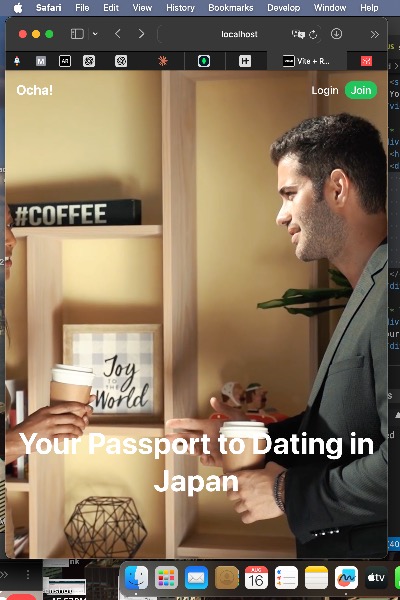 Safari File Edit View History Bookmarks Develop Window Help
localhost
Vite + R...
Ocha!
Login Join
#COFFEE
Joy
TO THE
World
Your Passport to Dating in
Japan
AUG
16
tv